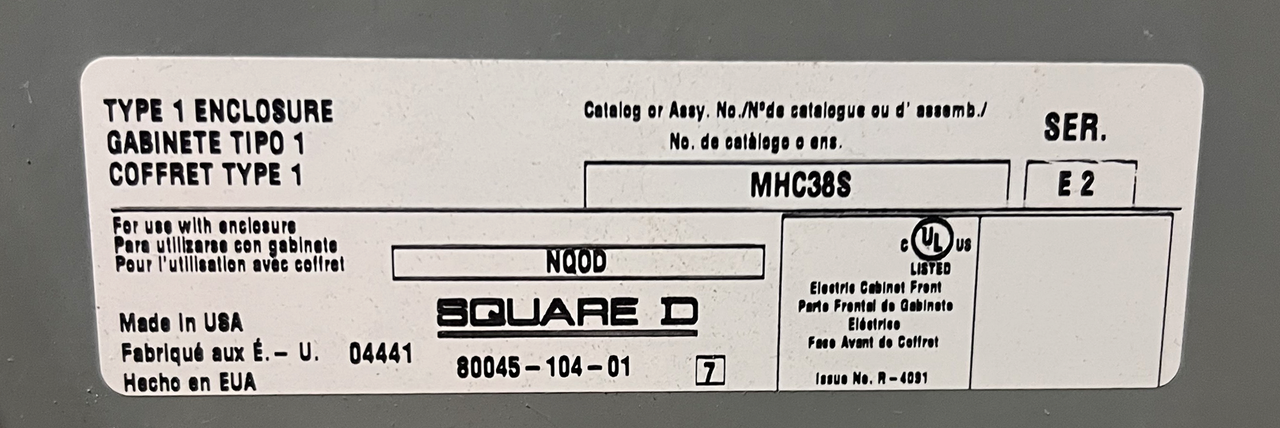 TYPE 1 ENCLOSURE
GABINETE TIPO 1
COFFRET TYPE 1
Catalog or Assy. No./Nºde catalogue ou d' assemb./
No. de catálogo o ens.
MHC38S
SER.
E 2
For use with enclosure
Para utilizarse con gabinete
Pour l'utilisation avec coffret
NQOD
SQUARE D
Made in USA
Fabriqué aux É.-U. 04441
Hecho en EUA
80045-104-01
7
C UL US
LISTED
Electric Cabinet Front
Parte Frontal de Gabinete
Eléctrico
Face Avant de Coffret
Issue No. R-4091